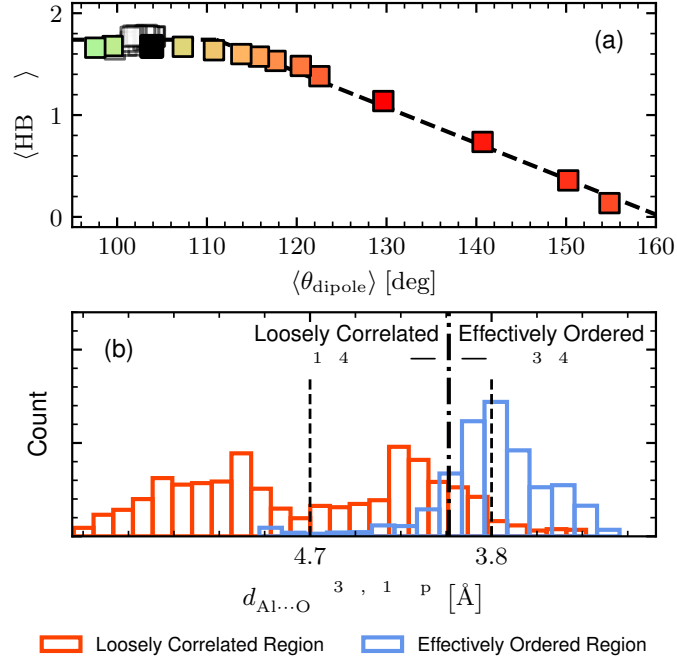 (a)
2
1
0
⟨HB ⟩
100 110 120 130 140 150 160
⟨θdipole⟩ [deg]
(b)
Loosely Correlated Effectively Ordered
1 4 — — 3 4
Count
4.7 3.8
dAl···O 3 , 1 p [Å]
Loosely Correlated Region Effectively Ordered Region